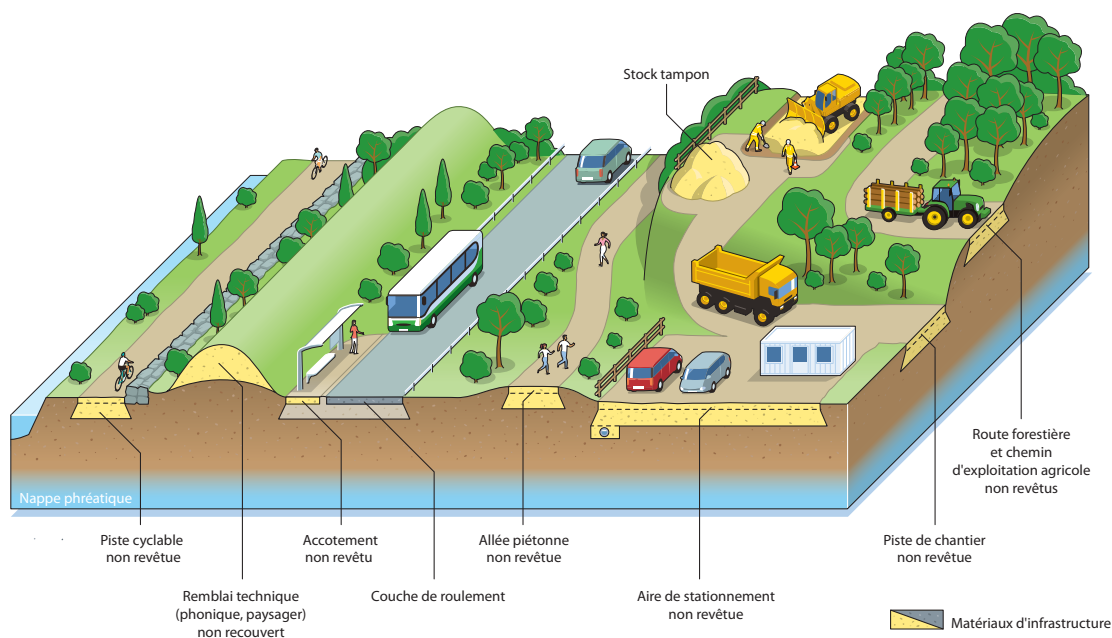 Stock tampon
Route forestière
et chemin
d'exploitation agricole
non revêtus
Nappe phréatique
Piste cyclable
non revêtue
Accotement
non revêtu
Allée piétonne
non revêtue
Piste de chantier
non revêtue
Remblai technique
(phonique, paysager)
non recouvert
Couche de roulement
Aire de stationnement
non revêtue
Matériaux d'infrastructure